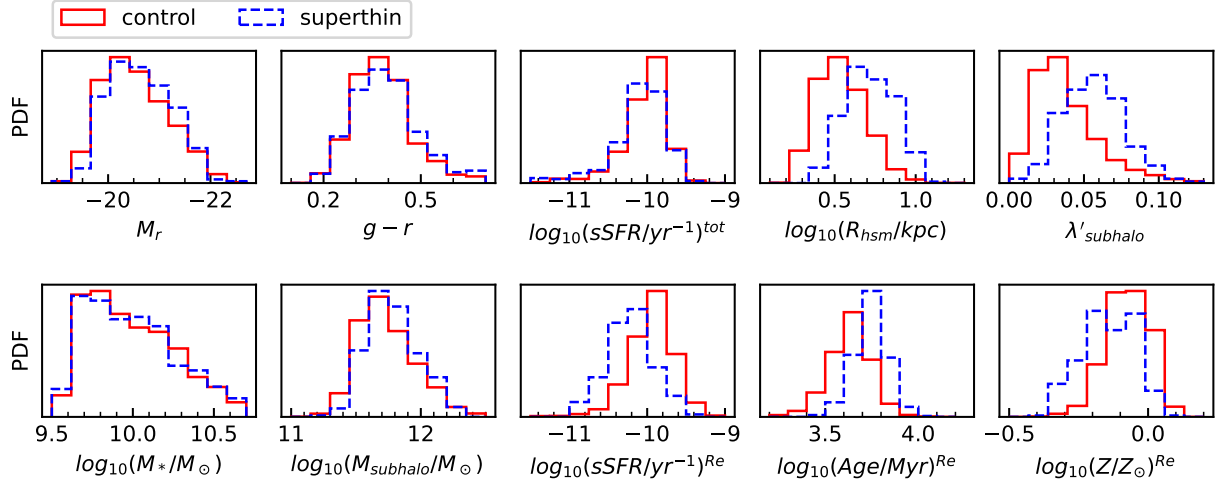 control superthin
PDF
−20 −22
M_r
0.2 0.5
g − r
−11 −10 −9
log₁₀(sSFR/yr⁻¹)ᵗᵒᵗ
0.5 1.0
log₁₀(R_hsm/kpc)
0.00 0.05 0.10
λ′_subhalo
PDF
9.5 10.0 10.5
log₁₀(M_*/M_⊙)
11 12
log₁₀(M_subhalo/M_⊙)
−11 −10 −9
log₁₀(sSFR/yr⁻¹)^Re
3.5 4.0
log₁₀(Age/Myr)^Re
−0.5 0.0
log₁₀(Z/Z_⊙)^Re